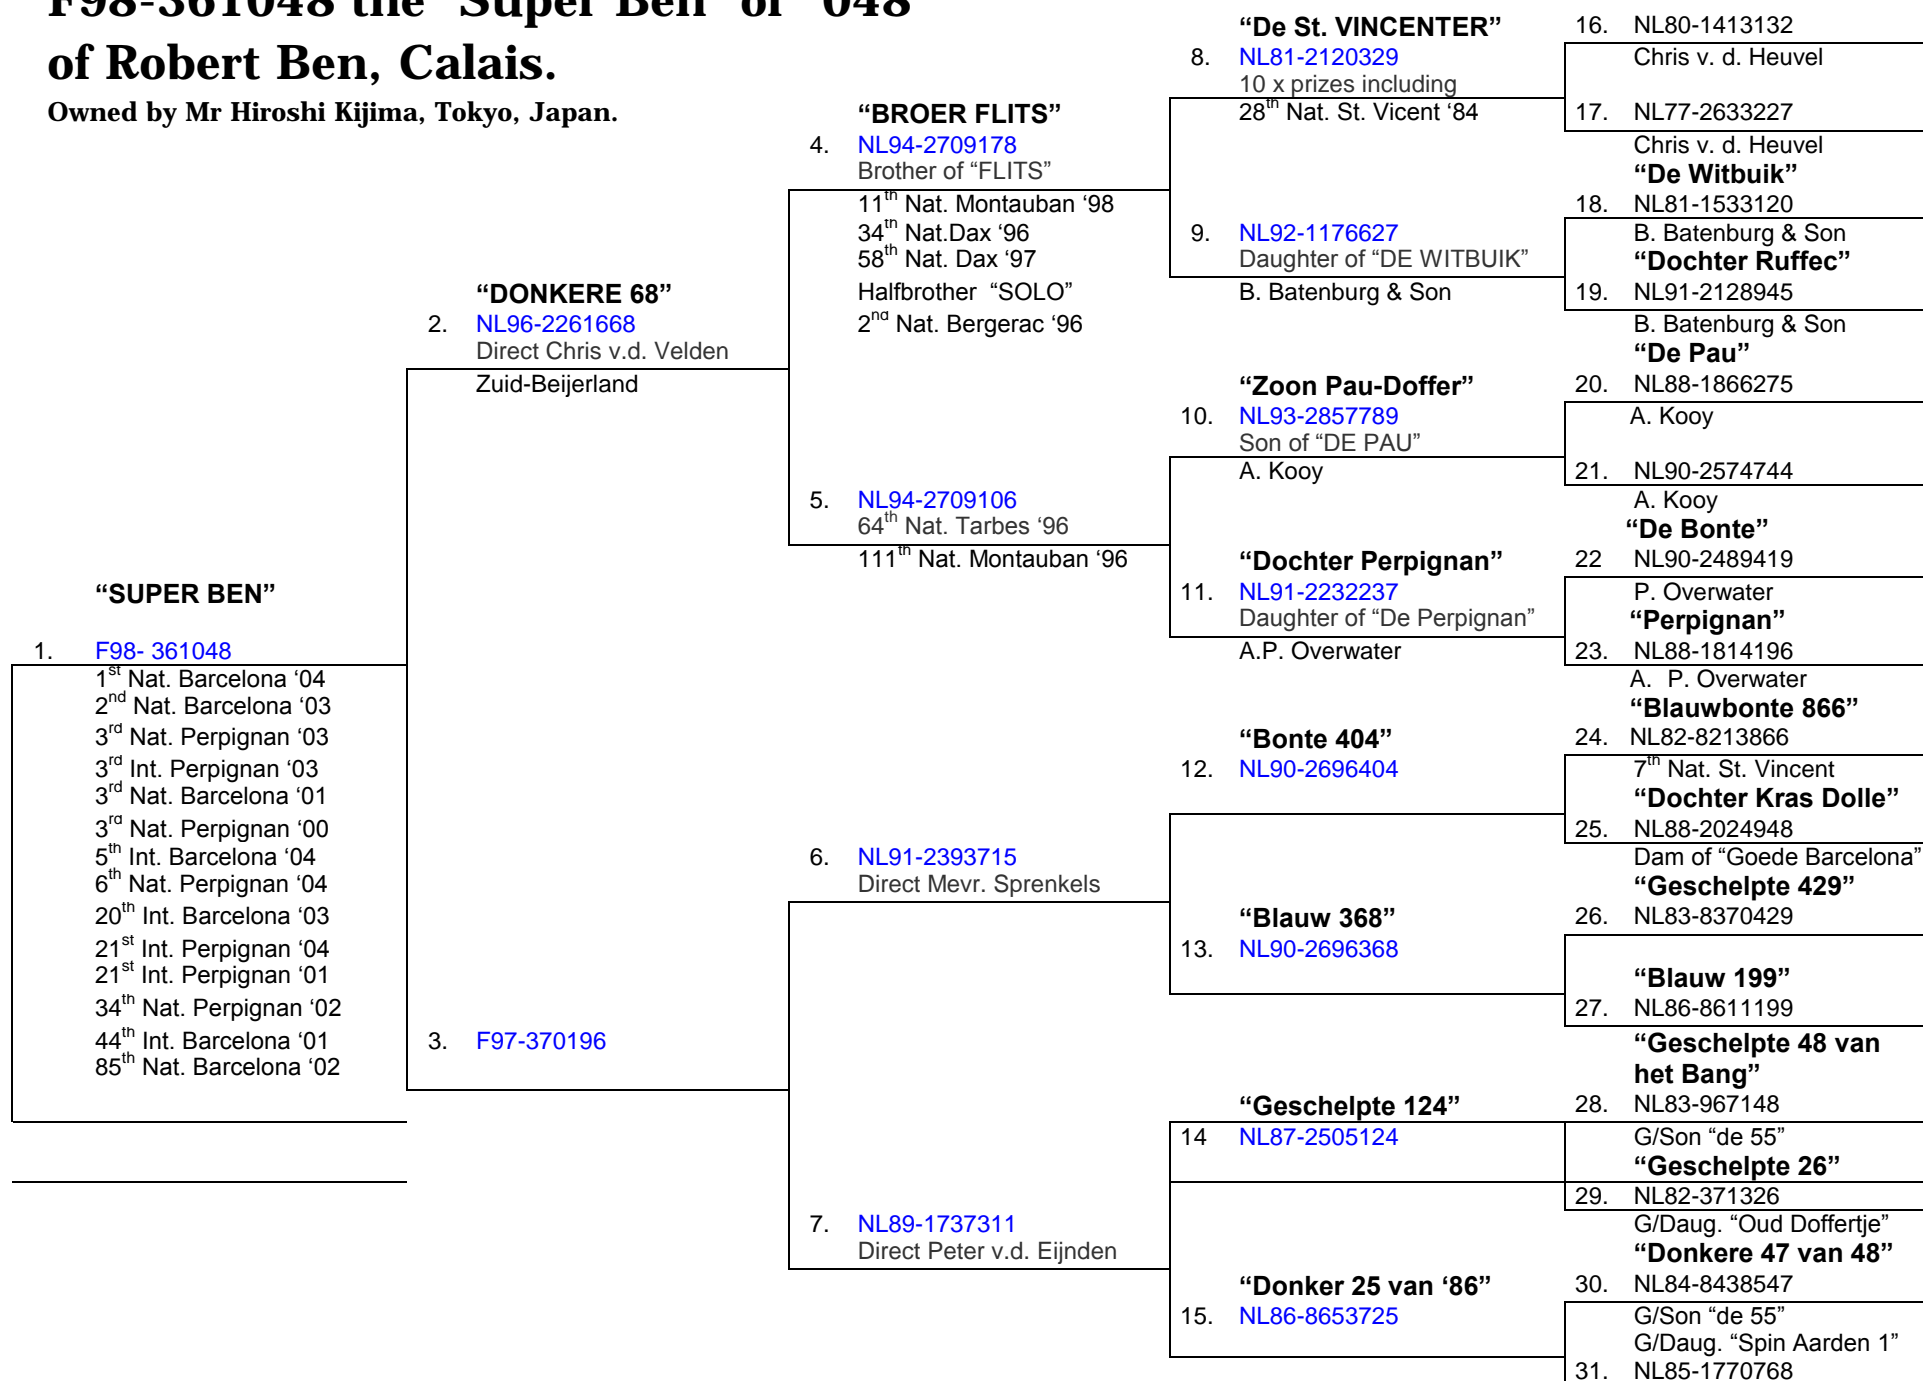 F98-361048 the "Super Ben" or "048"
of Robert Ben, Calais.
Owned by Mr Hiroshi Kijima, Tokyo, Japan.
“SUPER BEN”
1. F98- 361048
1st Nat. Barcelona ‘04
2nd Nat. Barcelona ‘03
3rd Nat. Perpignan ‘03
3rd Int. Perpignan ‘03
3rd Nat. Barcelona ‘01
3rd Nat. Perpignan ‘00
5th Int. Barcelona ‘04
6th Nat. Perpignan ‘04
20th Int. Barcelona ‘03
21st Int. Perpignan ‘04
21st Int. Perpignan ‘01
34th Nat. Perpignan ‘02
44th Int. Barcelona ‘01
85th Nat. Barcelona ‘02
“DONKERE 68”
2. NL96-2261668
Direct Chris v.d. Velden
Zuid-Beijerland
3. F97-370196
“BROER FLITS”
4. NL94-2709178
Brother of “FLITS”
11th Nat. Montauban ‘98
34th Nat.Dax ‘96
58th Nat. Dax ‘97
Halfbrother “SOLO”
2nd Nat. Bergerac ‘96
5. NL94-2709106
64th Nat. Tarbes ‘96
111th Nat. Montauban ‘96
6. NL91-2393715
Direct Mevr. Sprenkels
7. NL89-1737311
Direct Peter v.d. Eijnden
“De St. VINCENTER”
8. NL81-2120329
10 x prizes including
28th Nat. St. Vicent ‘84
9. NL92-1176627
Daughter of “DE WITBUIK”
B. Batenburg & Son
“Zoon Pau-Doffer”
10. NL93-2857789
Son of “DE PAU”
A. Kooy
“Dochter Perpignan”
11. NL91-2232237
Daughter of “De Perpignan”
A.P. Overwater
“Bonte 404”
12. NL90-2696404
“Blauw 368”
13. NL90-2696368
“Geschelpte 124”
14 NL87-2505124
“Donker 25 van ‘86”
15. NL86-8653725
16. NL80-1413132
Chris v. d. Heuvel
17. NL77-2633227
Chris v. d. Heuvel
“De Witbuik”
18. NL81-1533120
B. Batenburg & Son
“Dochter Ruffec”
19. NL91-2128945
B. Batenburg & Son
“De Pau”
20. NL88-1866275
A. Kooy
21. NL90-2574744
A. Kooy
“De Bonte”
22 NL90-2489419
P. Overwater
“Perpignan”
23. NL88-1814196
A. P. Overwater
“Blauwbonte 866”
24. NL82-8213866
7th Nat. St. Vincent
“Dochter Kras Dolle”
25. NL88-2024948
Dam of “Goede Barcelona”
“Geschelpte 429”
26. NL83-8370429
“Blauw 199”
27. NL86-8611199
“Geschelpte 48 van
het Bang”
28. NL83-967148
G/Son “de 55”
“Geschelpte 26”
29. NL82-371326
G/Daug. “Oud Doffertje”
“Donkere 47 van 48”
30. NL84-8438547
G/Son “de 55”
G/Daug. “Spin Aarden 1”
31. NL85-1770768